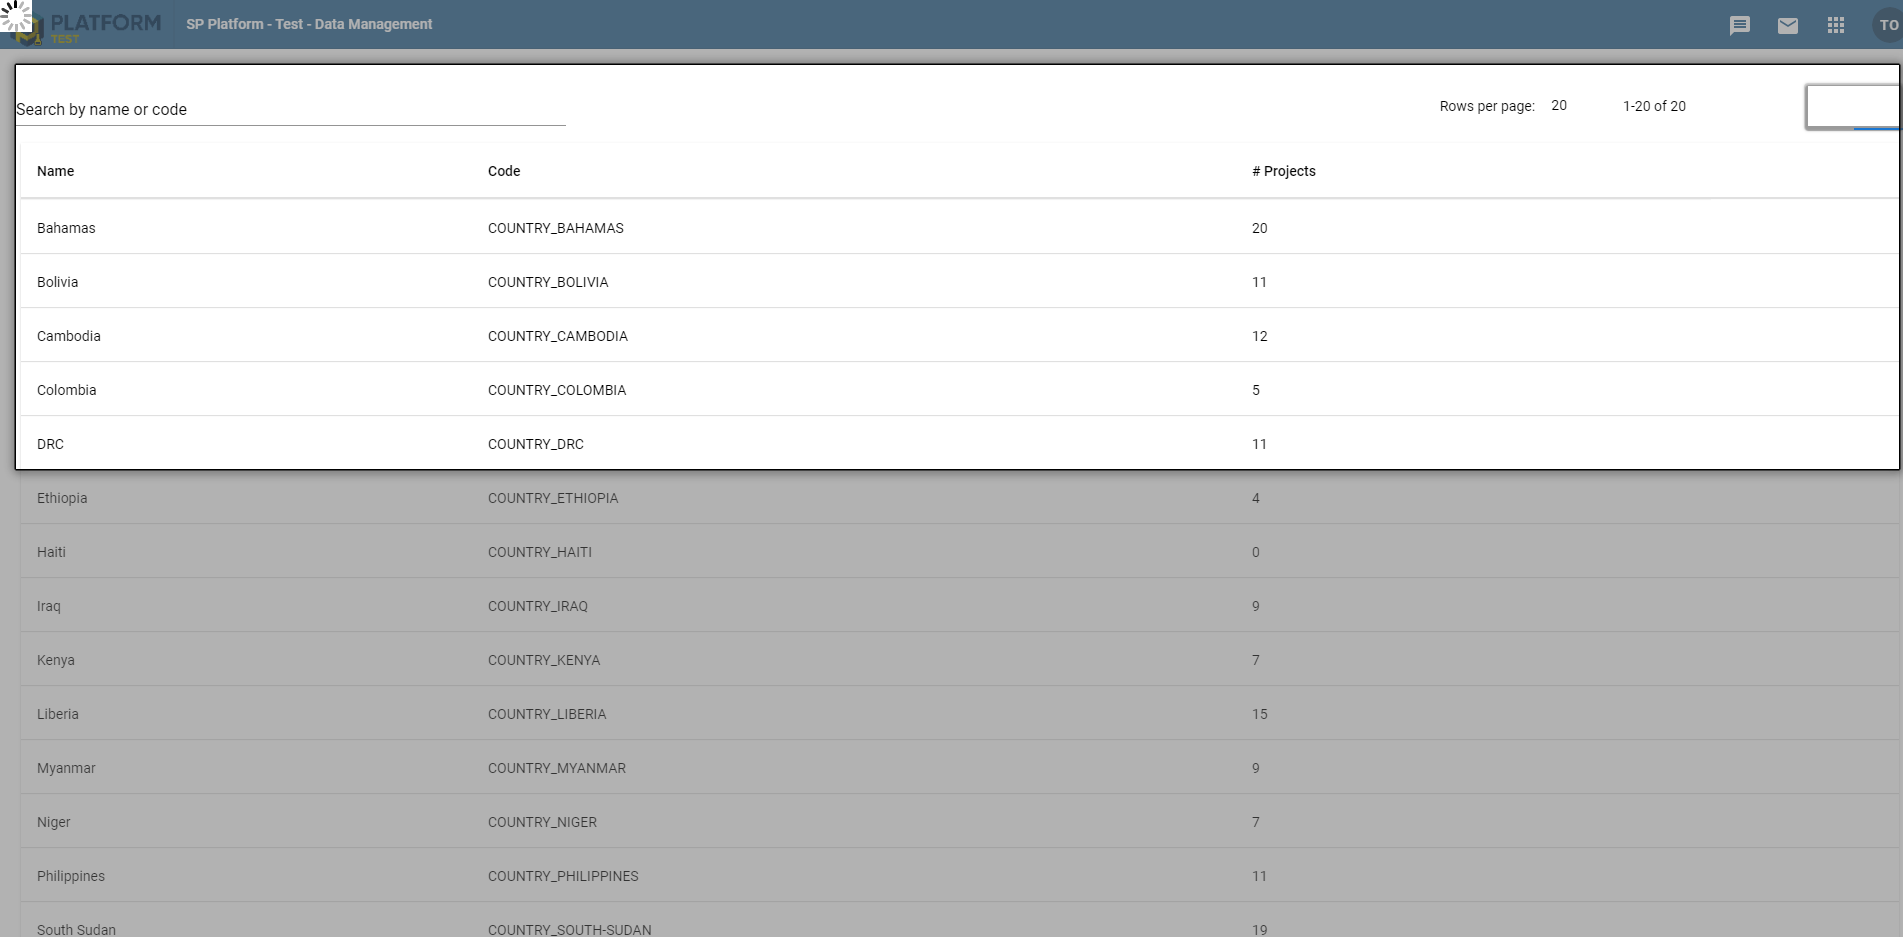 PLATFORM
TEST
SP Platform - Test - Data Management
TO
Search by name or code
Rows per page: 20 1-20 of 20
Name Code # Projects
Bahamas COUNTRY_BAHAMAS 20
Bolivia COUNTRY_BOLIVIA 11
Cambodia COUNTRY_CAMBODIA 12
Colombia COUNTRY_COLOMBIA 5
DRC COUNTRY_DRC 11
Ethiopia COUNTRY_ETHIOPIA 4
Haiti COUNTRY_HAITI 0
Iraq COUNTRY_IRAQ 9
Kenya COUNTRY_KENYA 7
Liberia COUNTRY_LIBERIA 15
Myanmar COUNTRY_MYANMAR 9
Niger COUNTRY_NIGER 7
Philippines COUNTRY_PHILIPPINES 11
South Sudan COUNTRY_SOUTH-SUDAN 19